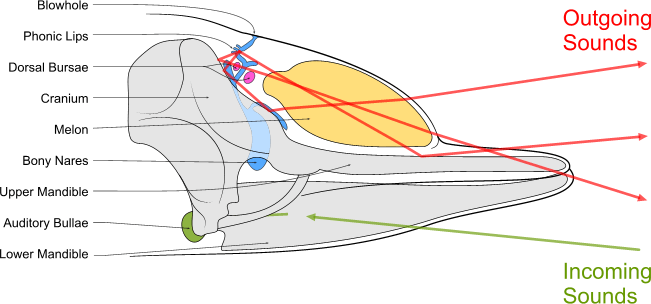 Blowhole
Phonic Lips
Dorsal Bursae
Cranium
Melon
Bony Nares
Upper Mandible
Auditory Bullae
Lower Mandible
Outgoing
Sounds
Incoming
Sounds